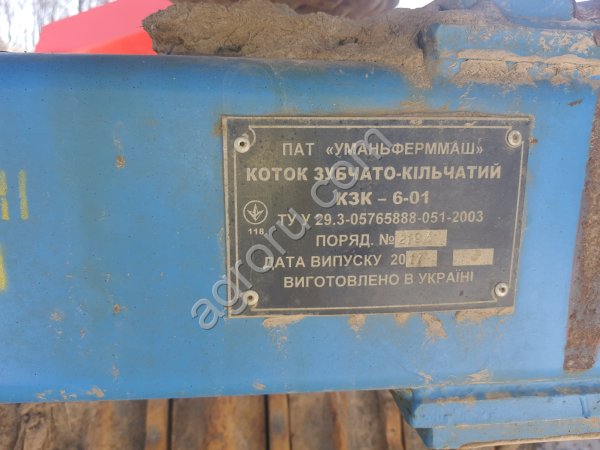 ПАТ «УМАНЬФЕРММАШ»
КОТОК ЗУБЧАТО-КІЛЬЧАТИЙ
КЗК – 6-01
ТУ У 29.3-05765888-051-2003
118
ПОРЯД. №
ДАТА ВИПУСКУ 20
ВИГОТОВЛЕНО В УКРАЇНІ
agroru.com